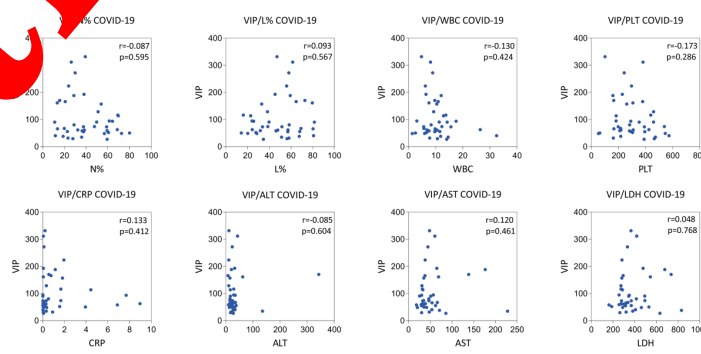 N% COVID-19
r=-0.087
p=0.595
200
100
0
0 20 40 60 80 100
N%
VIP/L% COVID-19
r=0.093
p=0.567
VIP
400
300
200
100
0
0 20 40 60 80 100
L%
VIP/WBC COVID-19
r=-0.130
p=0.424
VIP
400
300
200
100
0
0 10 20 30 40
WBC
VIP/PLT COVID-19
r=-0.173
p=0.286
VIP
400
300
200
100
0
0 200 400 600 800
PLT
VIP/CRP COVID-19
r=0.133
p=0.412
VIP
400
300
200
100
0
0 2 4 6 8 10
CRP
VIP/ALT COVID-19
r=-0.085
p=0.604
VIP
400
300
200
100
0
0 100 200 300 400
ALT
VIP/AST COVID-19
r=0.120
p=0.461
VIP
400
300
200
100
0
0 50 100 150 200 250
AST
VIP/LDH COVID-19
r=0.048
p=0.768
VIP
400
300
200
100
0
0 200 400 600 800
LDH